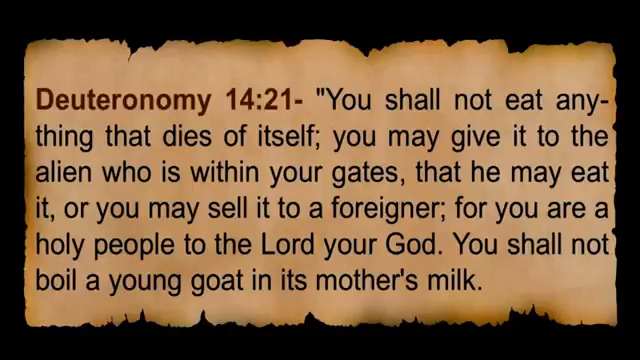 Deuteronomy 14:21- "You shall not eat any-
thing that dies of itself; you may give it to the
alien who is within your gates, that he may eat
it, or you may sell it to a foreigner; for you are a
holy people to the Lord your God. You shall not
boil a young goat in its mother's milk.